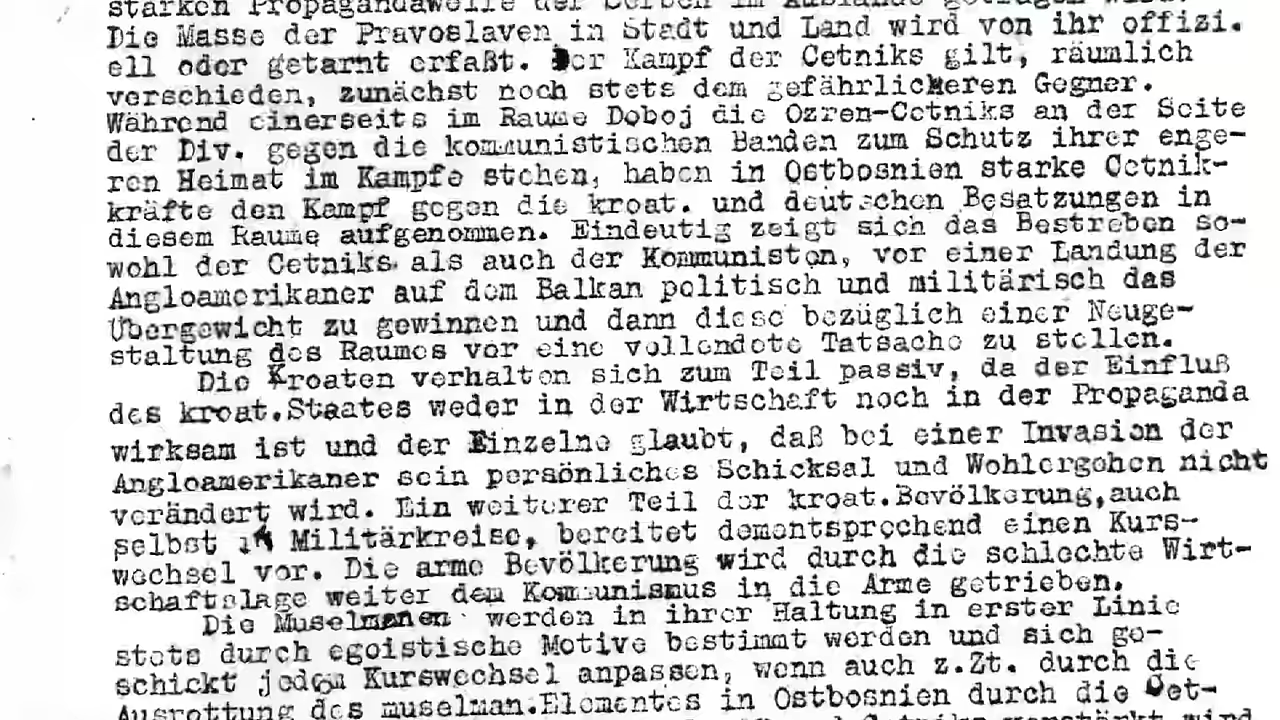 starken Propagandawelle der Serben im Auslande getragen wird.
Die Masse der Pravoslaven in Stadt und Land wird von ihr offizi.
ell oder getarnt erfaßt. Der Kampf der Cetniks gilt, räumlich
verschieden, zunächst noch stets dem gefährlicheren Gegner.
Während einerseits im Raume Doboj die Ozren-Cetniks an der Seite
der Div. gegen die kommunistischen Banden zum Schutz ihrer enge-
ren Heimat im Kampfe stehen, haben in Ostbosnien starke Cetnik-
kräfte den Kampf gegen die kroat. und deutschen Besatzungen in
diesem Raume aufgenommen. Eindeutig zeigt sich das Bestreben so-
wohl der Cetniks als auch der Kommunisten, vor einer Landung der
Angloamerikaner auf dem Balkan politisch und militärisch das
Übergewicht zu gewinnen und dann diese bezüglich einer Neuge-
staltung des Raumes vor eine vollendete Tatsache zu stellen.
Die Kroaten verhalten sich zum Teil passiv, da der Einfluß
des kroat.Staates weder in der Wirtschaft noch in der Propaganda
wirksam ist und der Einzelne glaubt, daß bei einer Invasion der
Angloamerikaner sein persönliches Schicksal und Wohlergehen nicht
verändert wird. Ein weiterer Teil der kroat.Bevölkerung,auch
selbst in Militärkreise, bereitet dementsprechend einen Kurs-
wechsel vor. Die arme Bevölkerung wird durch die schlechte Wirt-
schaftslage weiter dem Kommunismus in die Arme getrieben.
Die Muselmanen werden in ihrer Haltung in erster Linie
stets durch egoistische Motive bestimmt werden und sich ge-
schickt jedem Kurswechsel anpassen, wenn auch z.Zt. durch die
Ausrottung des muselman.Elementes in Ostbosnien durch die Cet-
Cetniks verstärkt wird